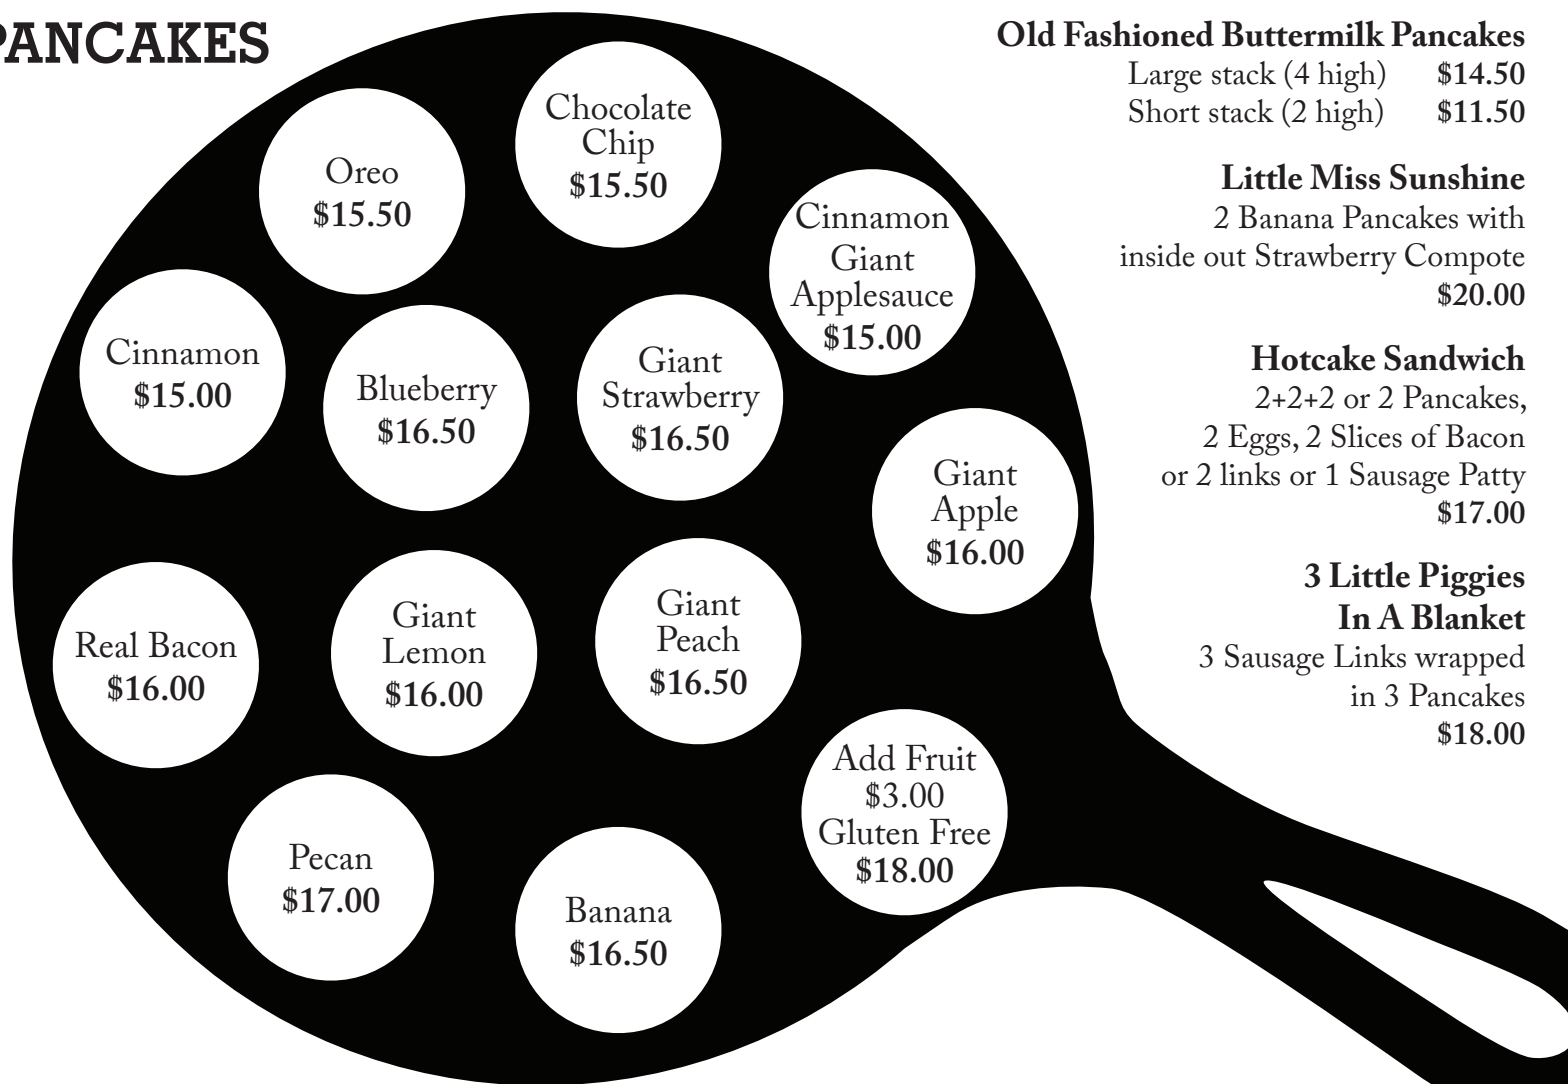 PANCAKES
Oreo
$15.50
Chocolate
Chip
$15.50
Cinnamon
Giant
Applesauce
$15.00
Cinnamon
$15.00
Blueberry
$16.50
Giant
Strawberry
$16.50
Giant
Apple
$16.00
Real Bacon
$16.00
Giant
Lemon
$16.00
Giant
Peach
$16.50
Add Fruit
$3.00
Gluten Free
$18.00
Pecan
$17.00
Banana
$16.50
Old Fashioned Buttermilk Pancakes
Large stack (4 high) $14.50
Short stack (2 high) $11.50
Little Miss Sunshine
2 Banana Pancakes with
inside out Strawberry Compote
$20.00
Hotcake Sandwich
2+2+2 or 2 Pancakes,
2 Eggs, 2 Slices of Bacon
or 2 links or 1 Sausage Patty
$17.00
3 Little Piggies
In A Blanket
3 Sausage Links wrapped
in 3 Pancakes
$18.00